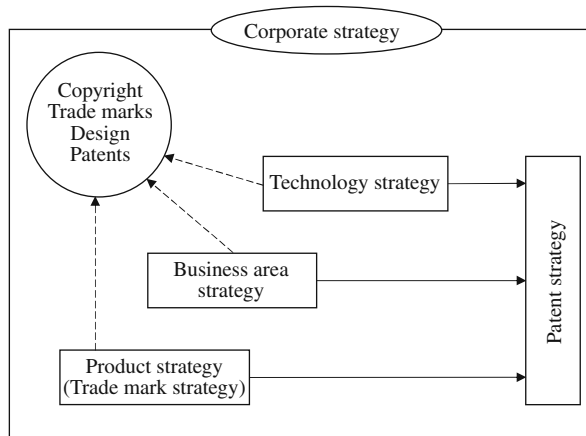 Corporate strategy
Copyright
Trade marks
Design
Patents
Technology strategy
Business area
strategy
Product strategy
(Trade mark strategy)
Patent strategy